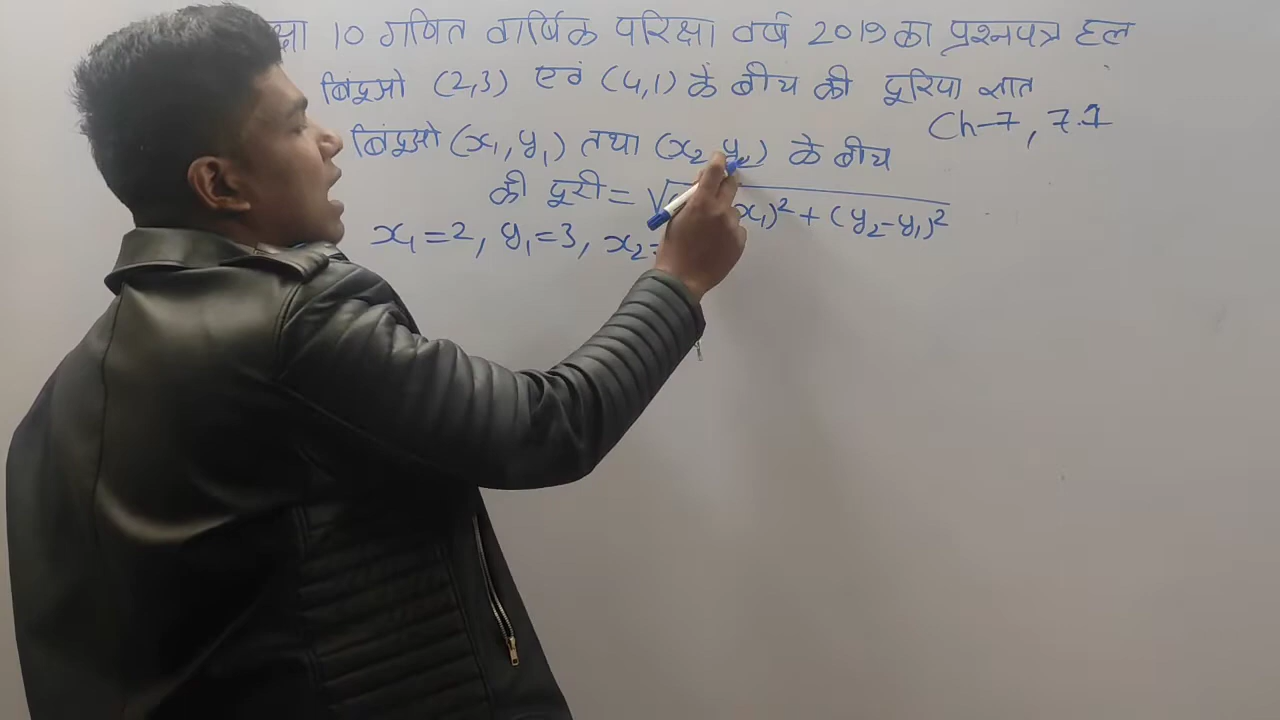 10 गणित वार्षिक परिक्षा वर्ष 2019 का प्रश्नपत्र हल
बिंदुओ (2,3) एवं (4,1) के बीच की दूरिया ज्ञात
Ch-7, 7.1
बिंदुओ (x₁, y₁) तथा (x₂ y₂) के बीच
की दूरी = √ x₁)² + (y₂-y₁)²
x₁=2, y₁=3, x₂=